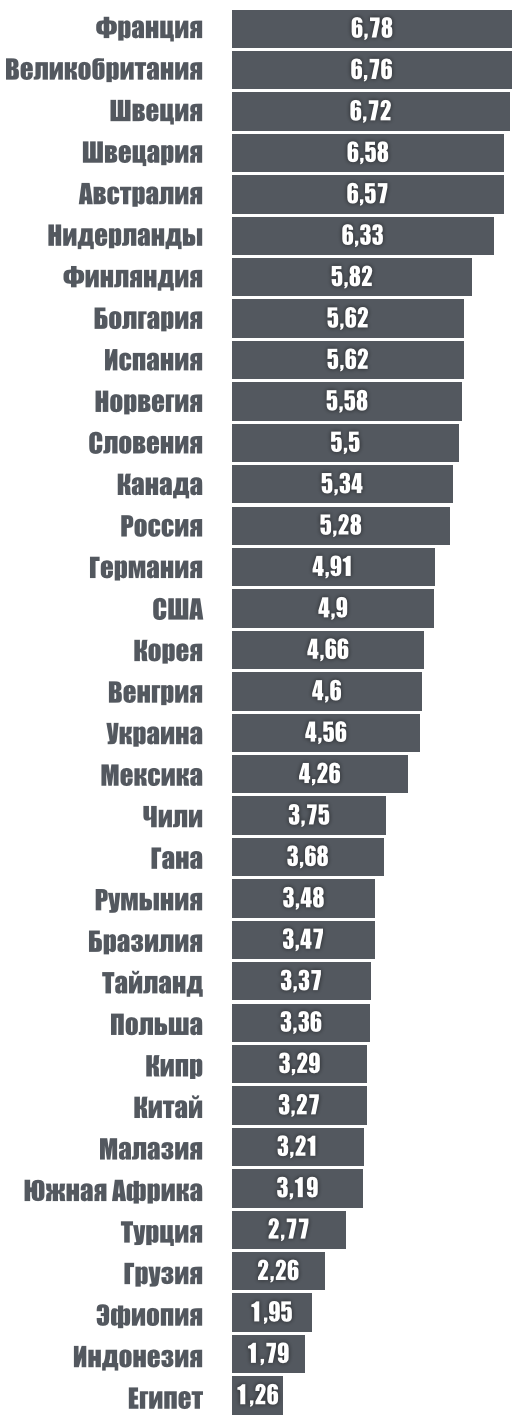 Франция 6,78
Великобритания 6,76
Швеция 6,72
Швецария 6,58
Австралия 6,57
Нидерланды 6,33
Финляндия 5,82
Болгария 5,62
Испания 5,62
Норвегия 5,58
Словения 5,5
Канада 5,34
Россия 5,28
Германия 4,91
США 4,9
Корея 4,66
Венгрия 4,6
Украина 4,56
Мексика 4,26
Чили 3,75
Гана 3,68
Румыния 3,48
Бразилия 3,47
Тайланд 3,37
Польша 3,36
Кипр 3,29
Китай 3,27
Малазия 3,21
Южная Африка 3,19
Турция 2,77
Грузия 2,26
Эфиопия 1,95
Индонезия 1,79
Египет 1,26